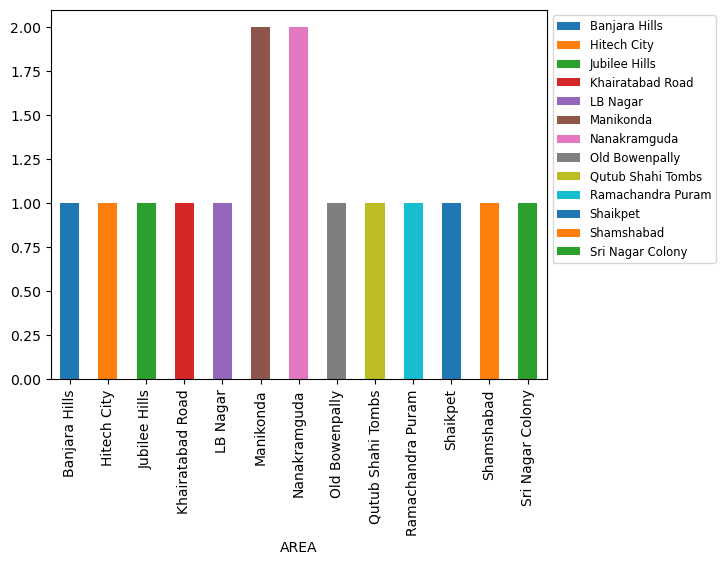 2.00
1.75
1.50
1.25
1.00
0.75
0.50
0.25
0.00
Banjara Hills
Hitech City
Jubilee Hills
Khairatabad Road
LB Nagar
Manikonda
Nanakramguda
Old Bowenpally
Qutub Shahi Tombs
Ramachandra Puram
Shaikpet
Shamshabad
Sri Nagar Colony
AREA
Banjara Hills
Hitech City
Jubilee Hills
Khairatabad Road
LB Nagar
Manikonda
Nanakramguda
Old Bowenpally
Qutub Shahi Tombs
Ramachandra Puram
Shaikpet
Shamshabad
Sri Nagar Colony